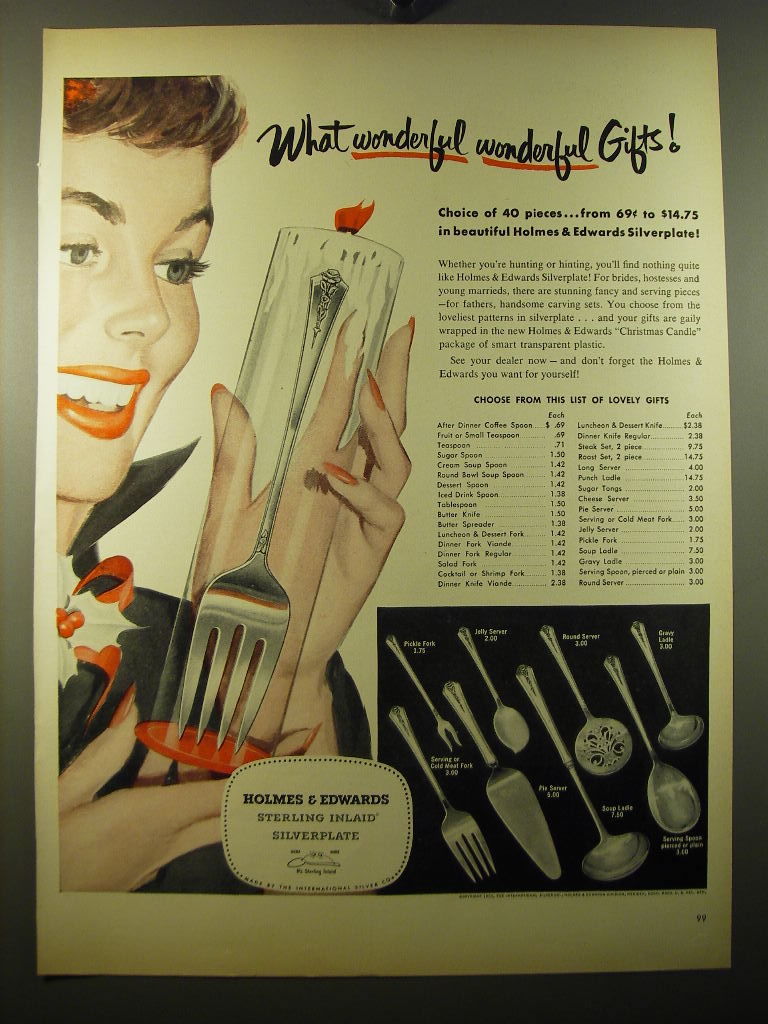 What wonderful wonderful Gifts!
Choice of 40 pieces...from 69¢ to $14.75
in beautiful Holmes & Edwards Silverplate!
Whether you're hunting or hinting, you'll find nothing quite
like Holmes & Edwards Silverplate! For brides, hostesses and
young marrieds, there are stunning fancy and serving pieces
—for fathers, handsome carving sets. You choose from the
loveliest patterns in silverplate . . . and your gifts are gaily
wrapped in the new Holmes & Edwards "Christmas Candle"
package of smart transparent plastic.
See your dealer now — and don't forget the Holmes &
Edwards you want for yourself!
CHOOSE FROM THIS LIST OF LOVELY GIFTS
Each
After Dinner Coffee Spoon.....$ .69
Fruit or Small Teaspoon.......... .69
Teaspoon .......................... .71
Sugar Spoon ....................... 1.50
Cream Soup Spoon ............... 1.42
Round Bowl Soup Spoon......... 1.42
Dessert Spoon .................... 1.42
Iced Drink Spoon.................. 1.38
Tablespoon ........................ 1.50
Butter Knife ....................... 1.50
Butter Spreader ................... 1.38
Luncheon & Dessert Fork......... 1.42
Dinner Fork Viande................ 1.42
Dinner Fork Regular............... 1.42
Salad Fork ......................... 1.42
Cocktail or Shrimp Fork.......... 1.38
Dinner Knife Viande............... 2.38
Each
Luncheon & Dessert Knife......$2.38
Dinner Knife Regular............ 2.38
Steak Set, 2 piece............... 9.75
Roast Set, 2 piece.............. 14.75
Long Server ...................... 4.00
Punch Ladle ..................... 14.75
Sugar Tongs ..................... 2.00
Cheese Server ................... 3.50
Pie Server ........................ 5.00
Serving or Cold Meat Fork..... 3.00
Jelly Server ...................... 2.00
Pickle Fork ....................... 1.75
Soup Ladle ....................... 7.50
Gravy Ladle ...................... 3.00
Serving Spoon, pierced or plain 3.00
Round Server .................... 3.00
Pickle Fork
1.75
Jelly Server
2.00
Round Server
3.00
Gravy
Ladle
3.00
Serving or
Cold Meat Fork
3.00
Pie Server
5.00
Soup Ladle
7.50
Serving Spoon
pierced or plain
3.00
HOLMES & EDWARDS
STERLING INLAID®
SILVERPLATE
It's Sterling Inlaid
MADE BY THE INTERNATIONAL SILVER CO.
99